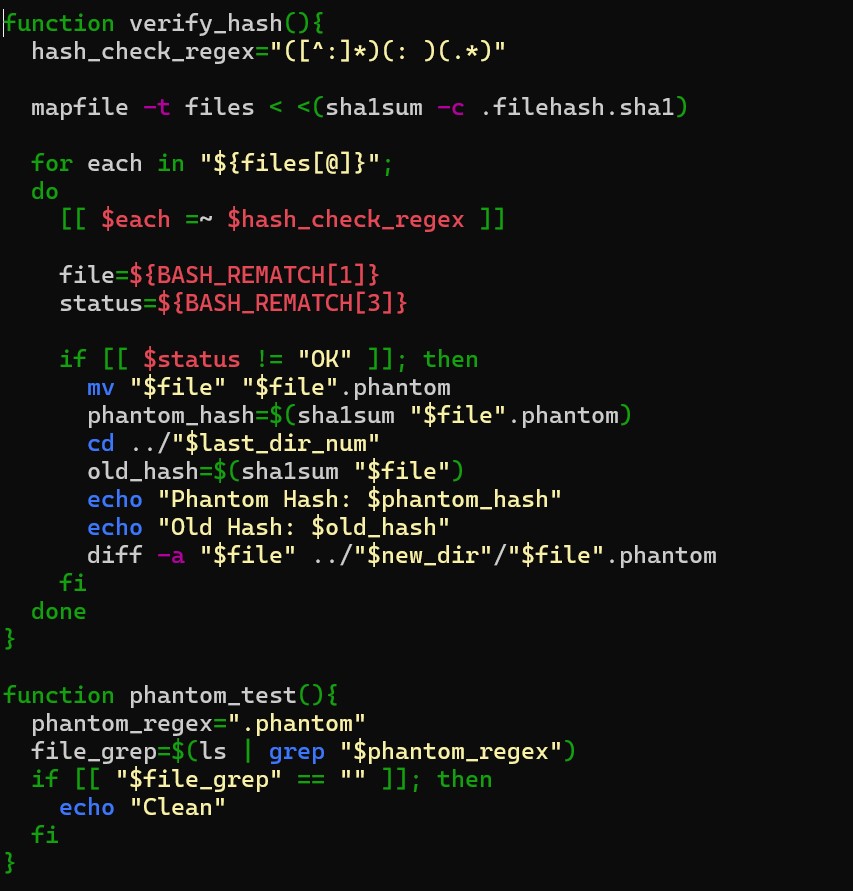 function verify_hash(){
  hash_check_regex="([^:]*)(: )(.*)"

  mapfile -t files < <(sha1sum -c .filehash.sha1)

  for each in "${files[@]}";
  do
    [[ $each =~ $hash_check_regex ]]

    file=${BASH_REMATCH[1]}
    status=${BASH_REMATCH[3]}

    if [[ $status != "OK" ]]; then
      mv "$file" "$file".phantom
      phantom_hash=$(sha1sum "$file".phantom)
      cd ../"$last_dir_num"
      old_hash=$(sha1sum "$file")
      echo "Phantom Hash: $phantom_hash"
      echo "Old Hash: $old_hash"
      diff -a "$file" ../"$new_dir"/"$file".phantom
    fi
  done
}

function phantom_test(){
  phantom_regex=".phantom"
  file_grep=$(ls | grep "$phantom_regex")
  if [[ "$file_grep" == "" ]]; then
    echo "Clean"
  fi
}